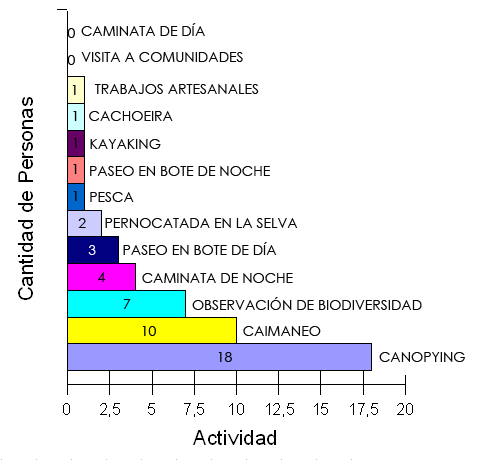 0 CAMINATA DE DÍA
0 VISITA A COMUNIDADES
1 TRABAJOS ARTESANALES
1 CACHOEIRA
1 KAYAKING
1 PASEO EN BOTE DE NOCHE
1 PESCA
2 PERNOCATADA EN LA SELVA
3 PASEO EN BOTE DE DÍA
4 CAMINATA DE NOCHE
7 OBSERVACIÓN DE BIODIVERSIDAD
10 CAIMANEO
18 CANOPYING
0 2,5 5 7,5 10 12,5 15 17,5 20
Actividad
Cantidad de Personas